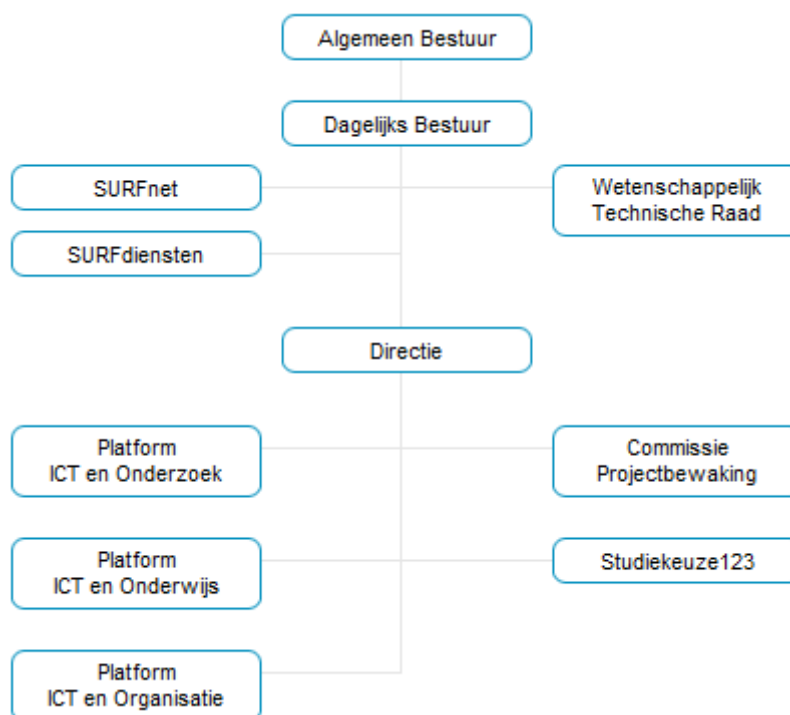 Algemeen Bestuur
Dagelijks Bestuur
SURFnet
Wetenschappelijk
Technische Raad
SURFdiensten
Directie
Platform
ICT en Onderzoek
Commissie
Projectbewaking
Platform
ICT en Onderwijs
Studiekeuze123
Platform
ICT en Organisatie